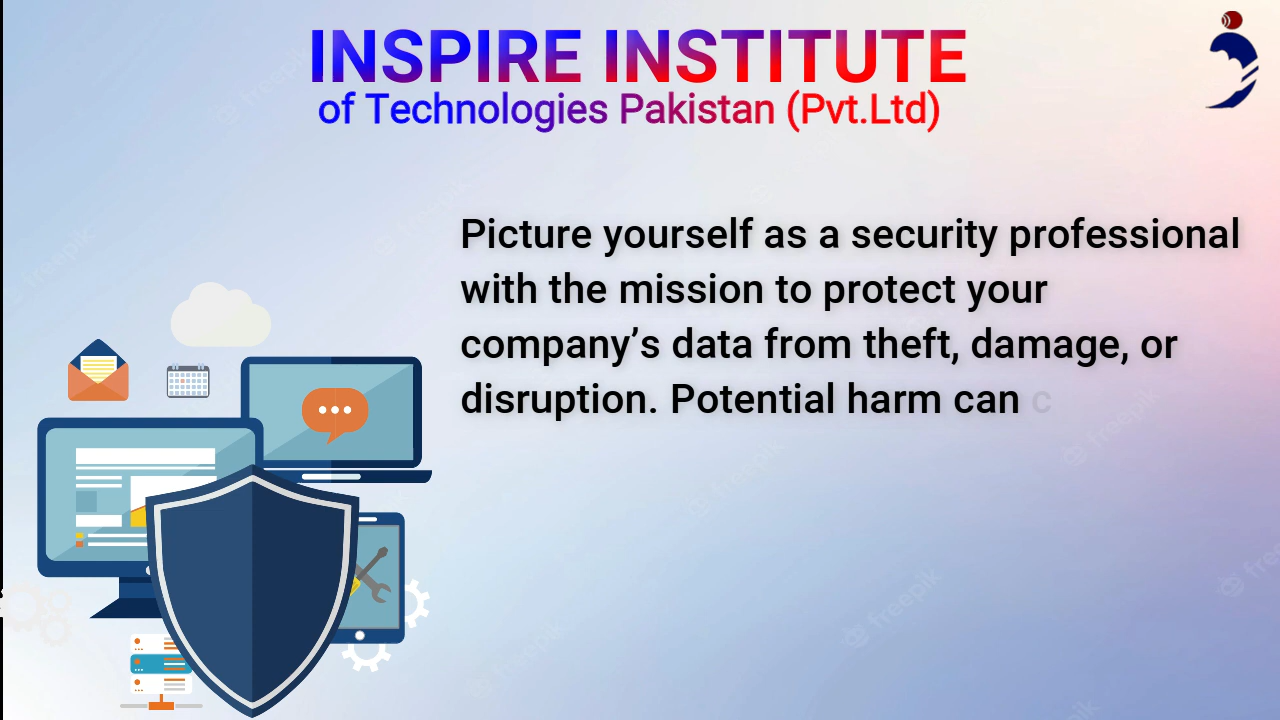 INSPIRE INSTITUTE
of Technologies Pakistan (Pvt.Ltd)
Picture yourself as a security professional
with the mission to protect your
company’s data from theft, damage, or
disruption. Potential harm can c